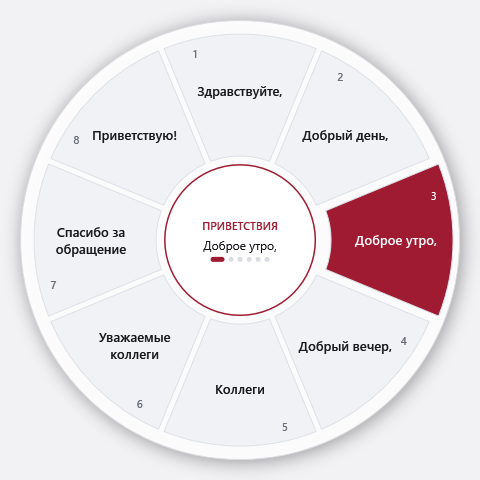 1
Здравствуйте,
2
Добрый день,
3
Доброе утро,
4
Добрый вечер,
5
Коллеги
6
Уважаемые
коллеги
7
Спасибо за
обращение
8
Приветствую!
ПРИВЕТСТВИЯ
Доброе утро,